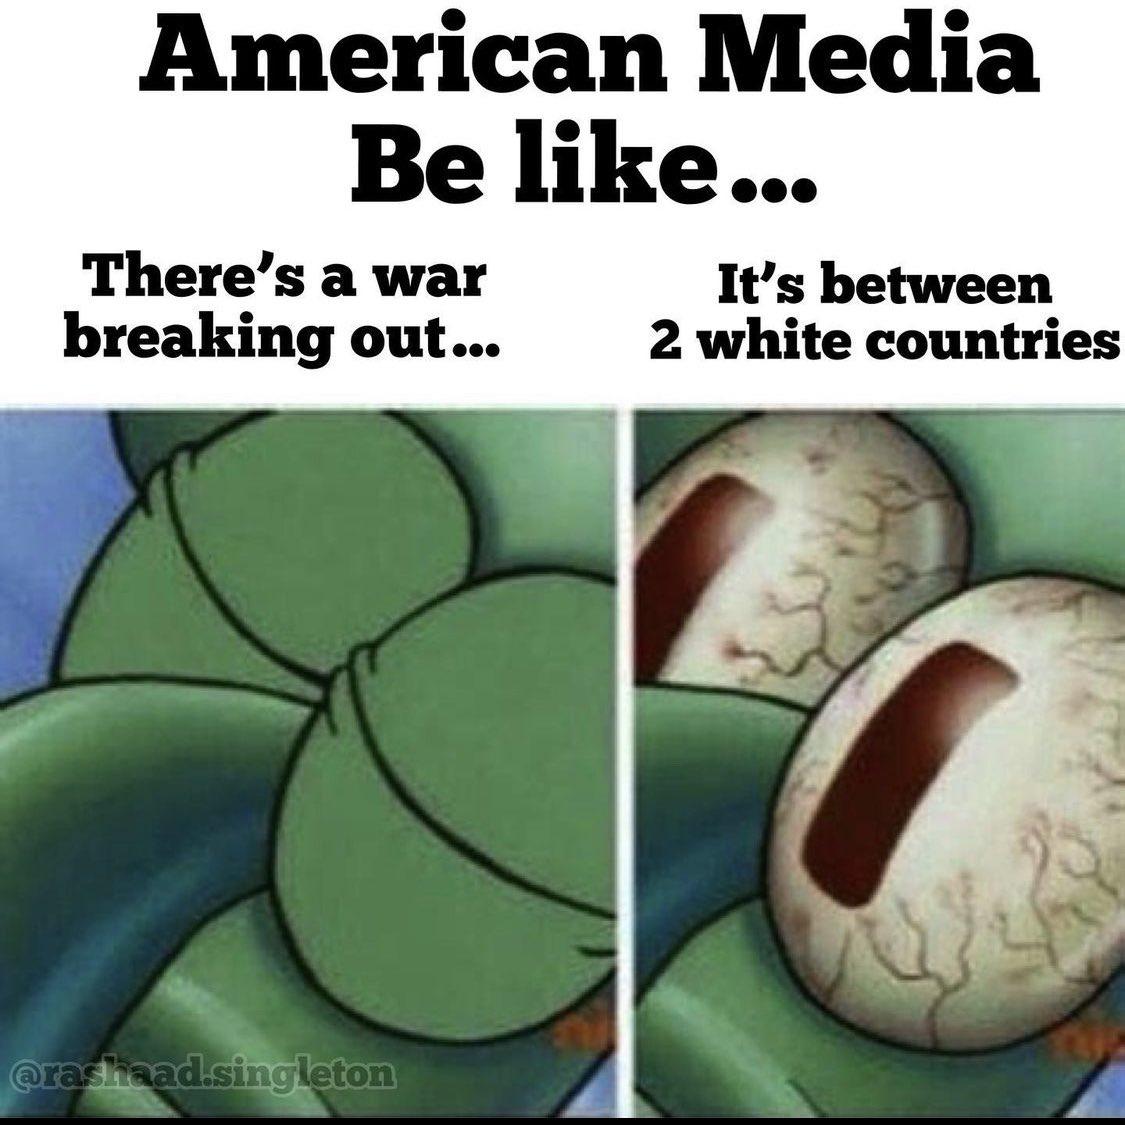 American Media
Be like...
There's a war
breaking out...
It's between
2 white countries
@rashaad.singleton